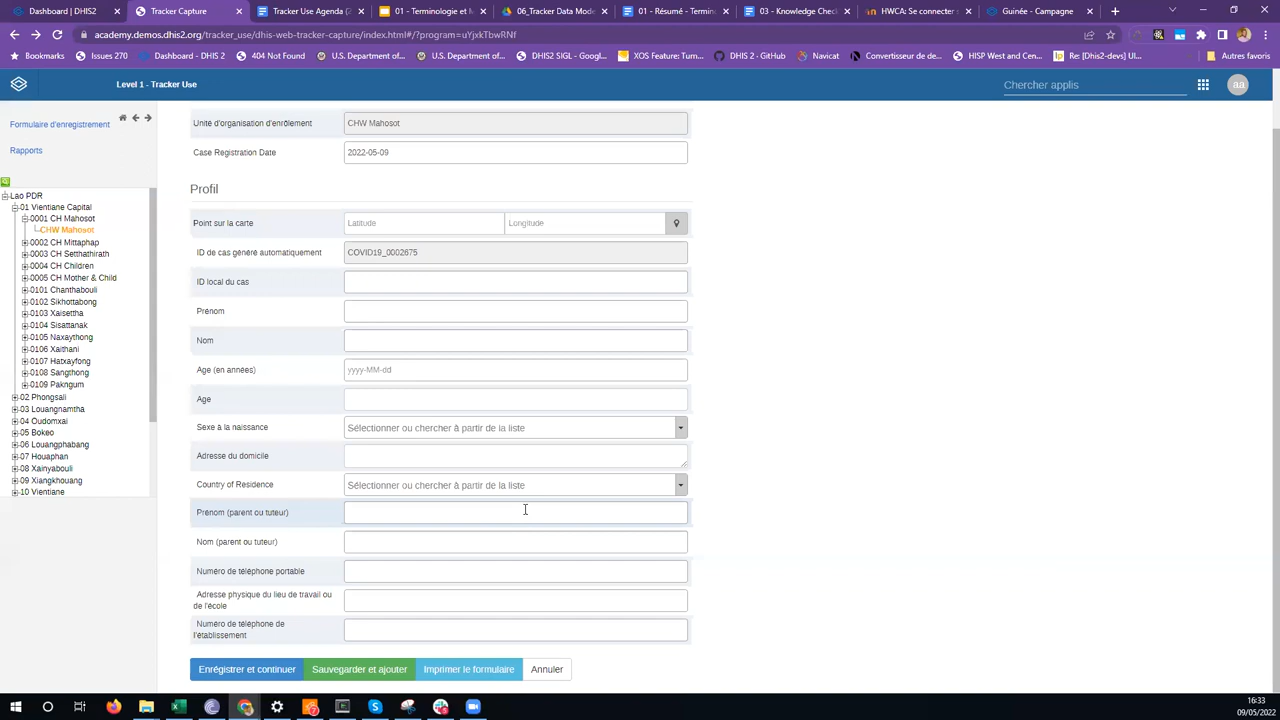 Dashboard | DHIS2
Tracker Capture
Tracker Use Agenda (2
01 - Terminologie et M
06_Tracker Data Mode
01 - Résumé - Termin
03 - Knowledge Check
HWCA: Se connecter s
Guinée - Campagne
academy.demos.dhis2.org/tracker_use/dhis-web-tracker-capture/index.html#/?program=uYjxkTbwRNf
Bookmarks
Issues 270
Dashboard - DHIS 2
404 Not Found
U.S. Department of...
U.S. Department of...
DHIS2 SIGL - Googl...
XOS Feature: Turn...
DHIS 2 · GitHub
Navicat
Convertisseur de de...
HISP West and Cen...
Re: [Dhis2-devs] UI...
Autres favoris
Level 1 - Tracker Use
Chercher applis
aa
Formulaire d'enregistrement
Rapports
Lao PDR
01 Vientiane Capital
0001 CH Mahosot
CHW Mahosot
0002 CH Mittaphap
0003 CH Setthathirath
0004 CH Children
0005 CH Mother & Child
0101 Chanthabouli
0102 Sikhottabong
0103 Xaisettha
0104 Sisattanak
0105 Naxaythong
0106 Xaithani
0107 Hatxayfong
0108 Sangthong
0109 Pakngum
02 Phongsali
03 Louangnamtha
04 Oudomxai
05 Bokeo
06 Louangphabang
07 Houaphan
08 Xainyabouli
09 Xiangkhouang
10 Vientiane
Unité d'organisation d'enrôlement
CHW Mahosot
Case Registration Date
2022-05-09
Profil
Point sur la carte
Latitude
Longitude
ID de cas généré automatiquement
COVID19_0002675
ID local du cas
Prénom
Nom
Age (en années)
yyyy-MM-dd
Age
Sexe à la naissance
Sélectionner ou chercher à partir de la liste
Adresse du domicile
Country of Residence
Sélectionner ou chercher à partir de la liste
Prénom (parent ou tuteur)
Nom (parent ou tuteur)
Numéro de téléphone portable
Adresse physique du lieu de travail ou
de l'école
Numéro de téléphone de
l'établissement
Enrégistrer et continuer
Sauvegarder et ajouter
Imprimer le formulaire
Annuler
16:33
09/05/2022